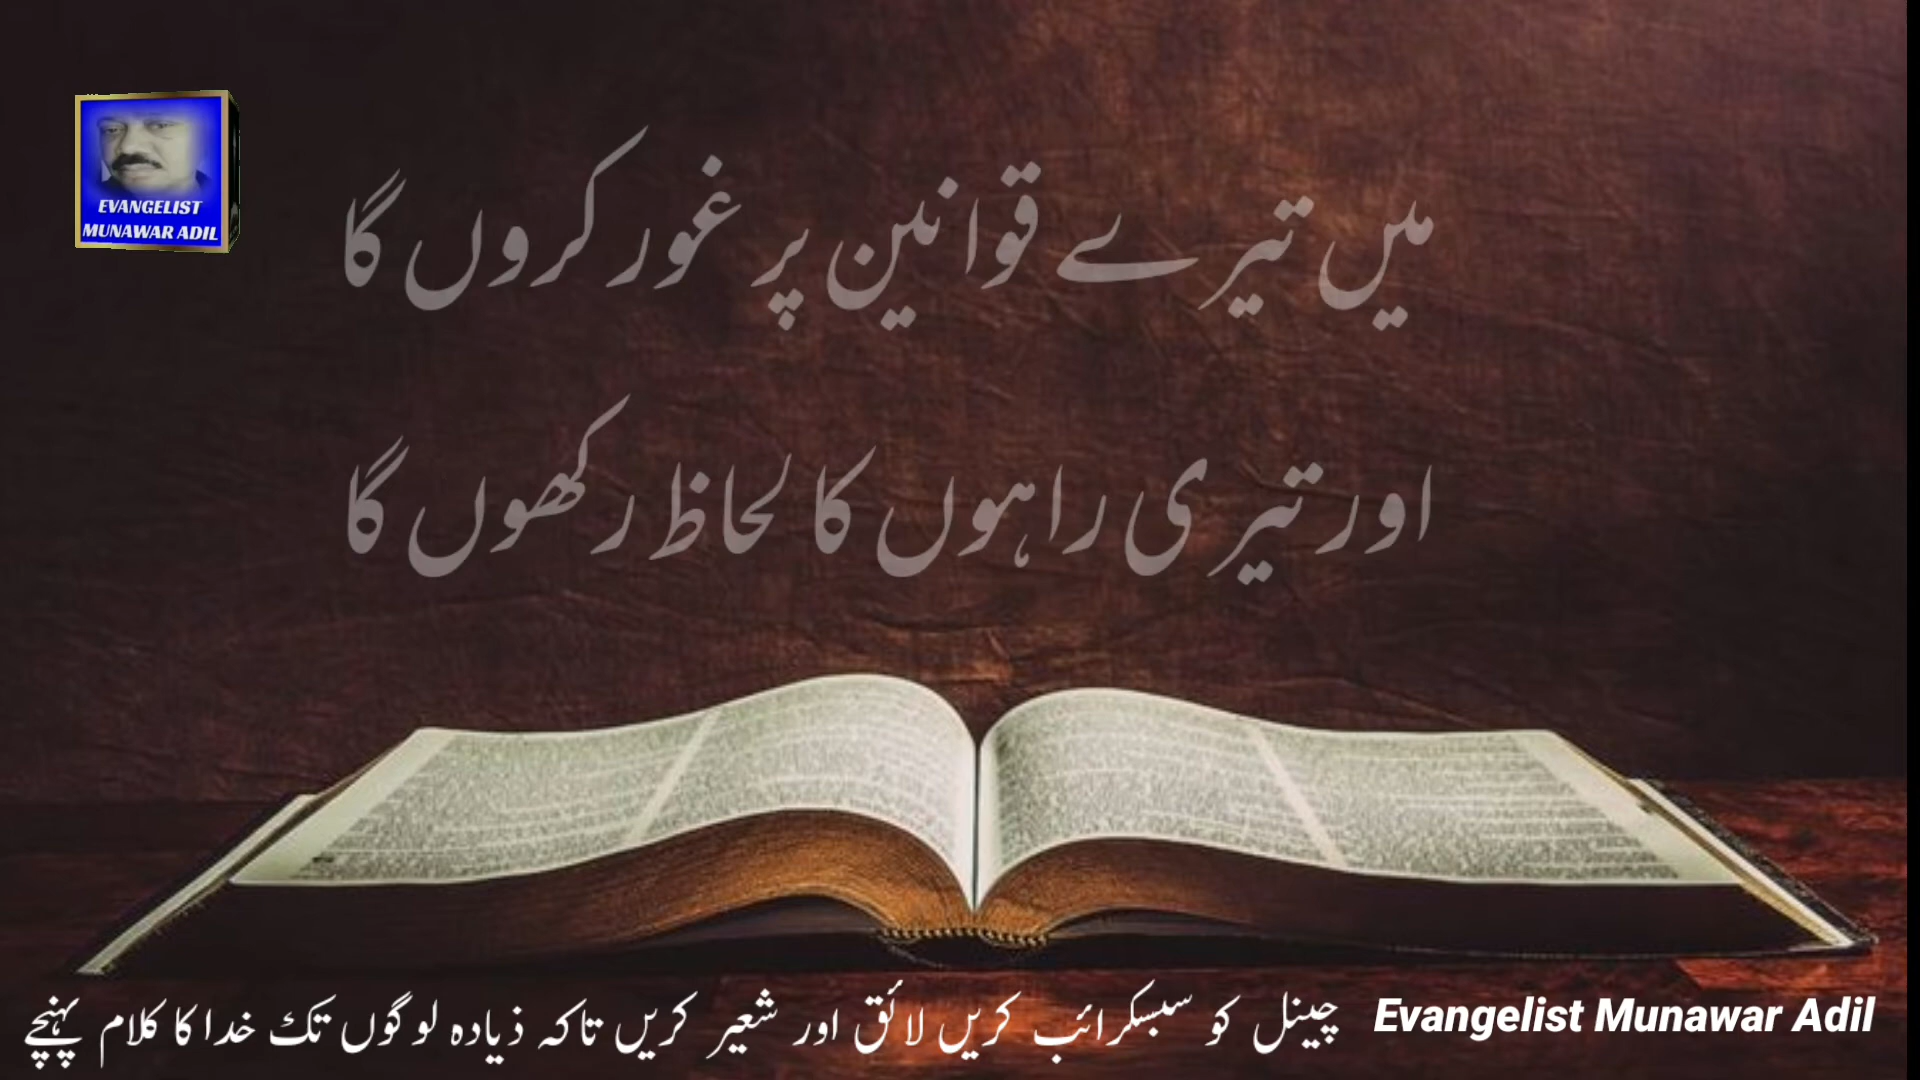 EVANGELIST
MUNAWAR ADIL
میں تیرے قوانین پر غور کروں گا
اور تیری راہوں کا لحاظ رکھوں گا
Evangelist Munawar Adil چینل کو سبسکرائب کریں لائق اور شعیر کریں تاکہ ذیادہ لوگوں تک خدا کا کلام پہنچے